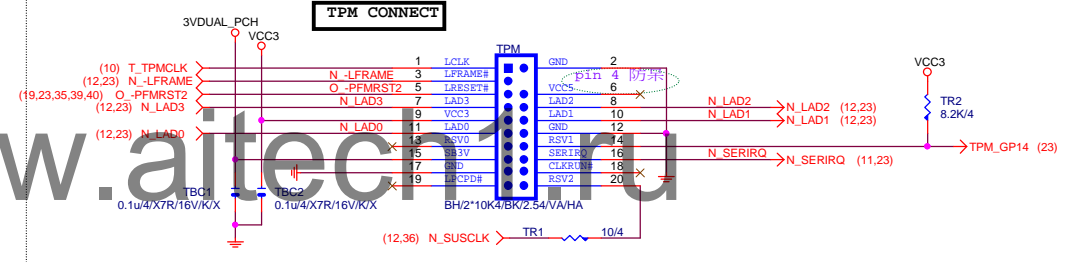 TPM CONNECT
3VDUAL_PCH
VCC3
TPM
(10) T_TPMCLK 1 LCLK GND 2
(12,23) N_-LFRAME N_-LFRAME 3 LFRAME# pin 4 防呆
VCC3
(19,23,35,39,40) O_-PFMRST2 O_-PFMRST2 5 LRESET# VCC5 6
(12,23) N_LAD3 N_LAD3 7 LAD3 LAD2 8 N_LAD2 N_LAD2 (12,23)
TR2
9 VCC3 LAD1 10 N_LAD1 N_LAD1 (12,23)
8.2K/4
(12,23) N_LAD0 N_LAD0 11 LAD0 GND 12
13 RSV0 RSV1 14 TPM_GP14 (23)
15 SB3V SERIRQ 16 N_SERIRQ N_SERIRQ (11,23)
17 GND CLKRUN# 18
19 LPCPD# RSV2 20
TBC1 TBC2
0.1u/4/X7R/16V/K/X 0.1u/4/X7R/16V/K/X BH/2*10K4/BK/2.54/VA/HA
(12,36) N_SUSCLK TR1 10/4
w.aitech1.ru